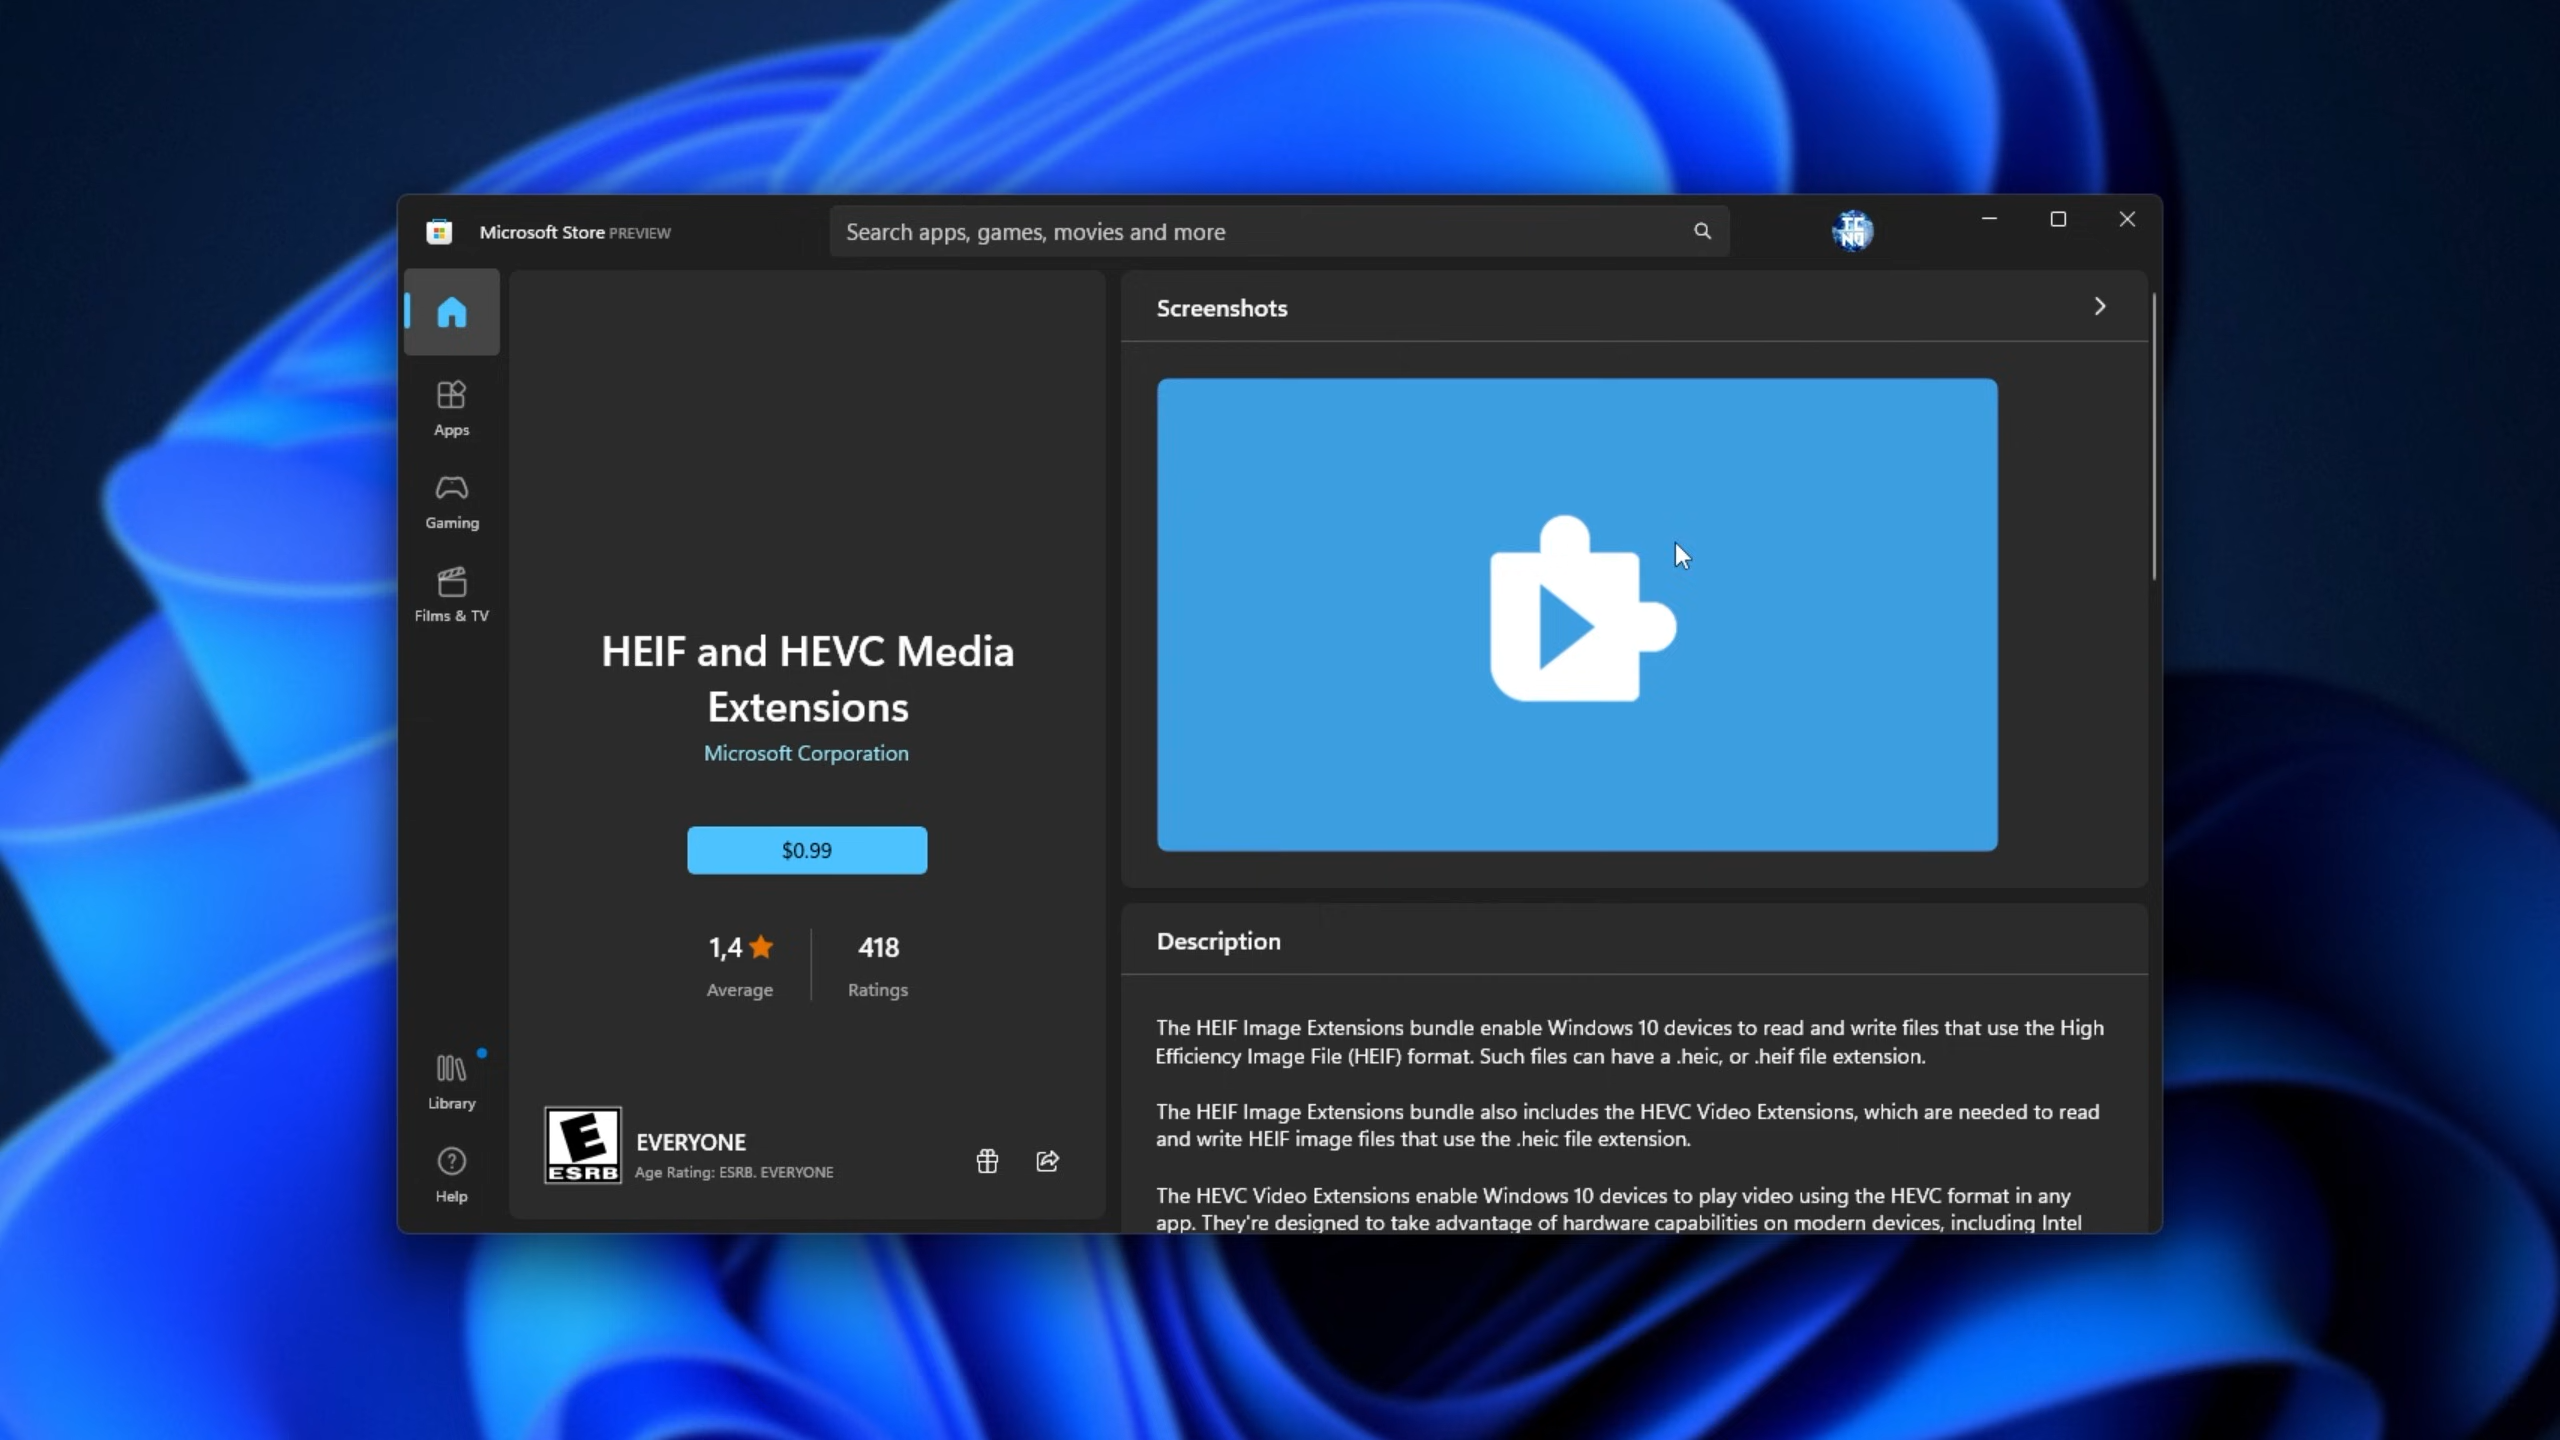 Microsoft Store PREVIEW
Search apps, games, movies and more
Apps
Gaming
Films & TV
Library
Help
HEIF and HEVC Media
Extensions
Microsoft Corporation
$0.99
1,4
Average
418
Ratings
E
ESRB
EVERYONE
Age Rating: ESRB. EVERYONE
Screenshots
Description
The HEIF Image Extensions bundle enable Windows 10 devices to read and write files that use the High
Efficiency Image File (HEIF) format. Such files can have a .heic, or .heif file extension.
The HEIF Image Extensions bundle also includes the HEVC Video Extensions, which are needed to read
and write HEIF image files that use the .heic file extension.
The HEVC Video Extensions enable Windows 10 devices to play video using the HEVC format in any
app. They're designed to take advantage of hardware capabilities on modern devices, including Intel
TC
NO